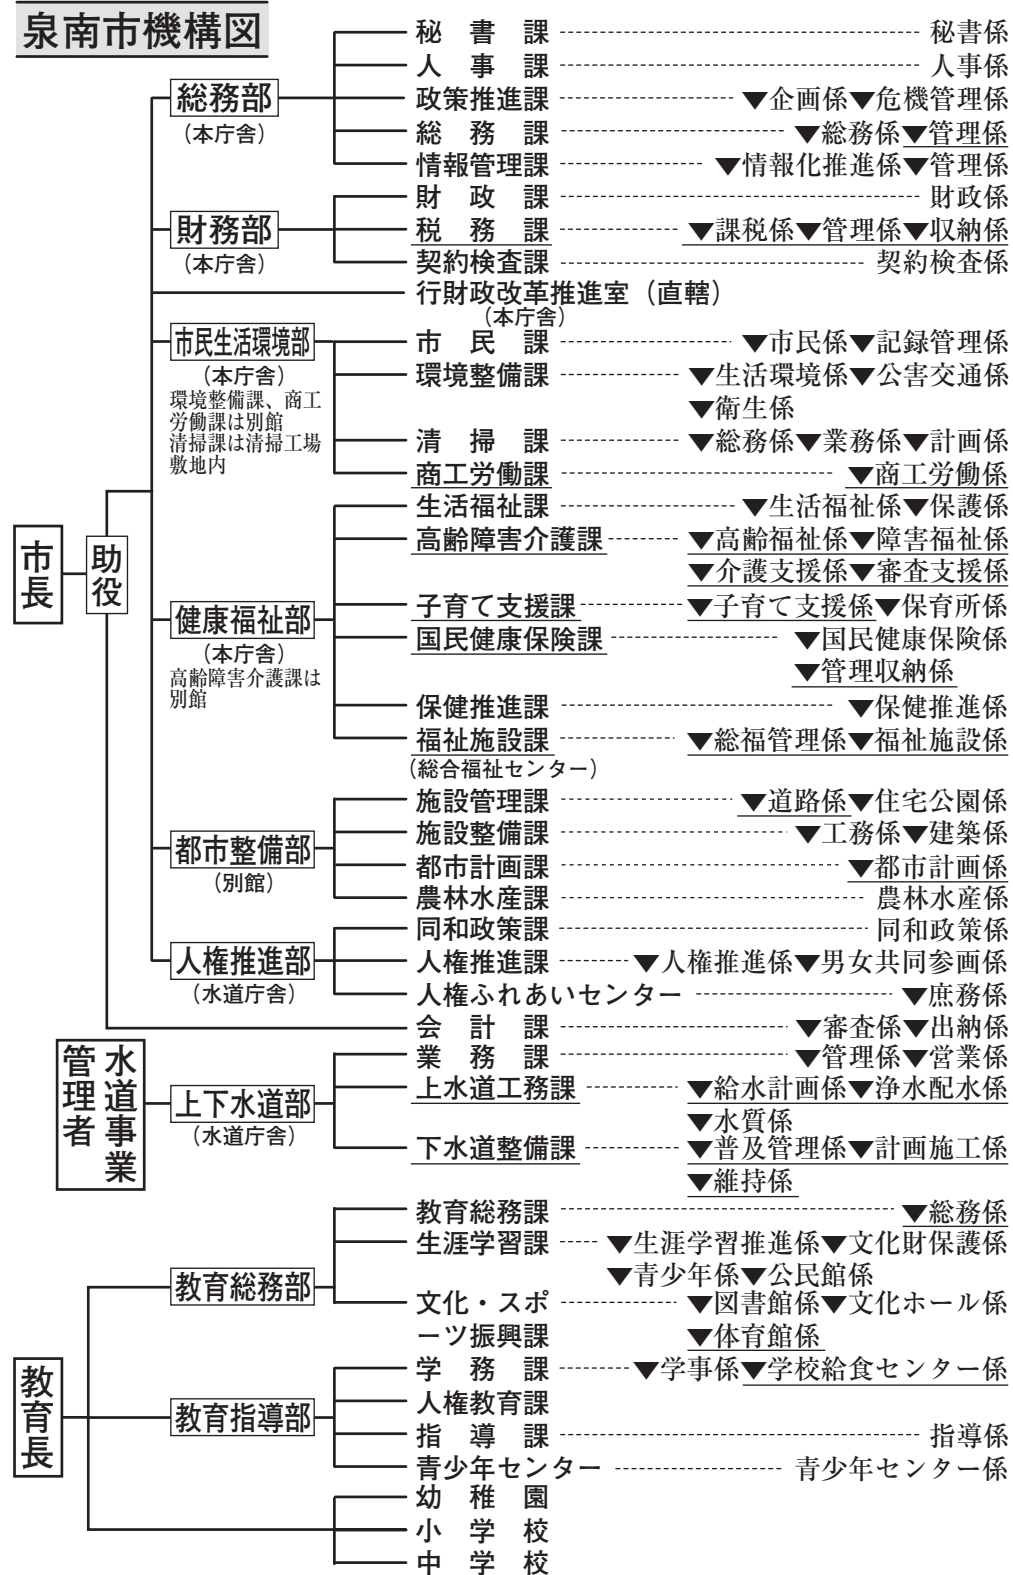 泉南市機構図
市長
助役
総務部
（本庁舎）
秘書課 秘書係
人事課 人事係
政策推進課 ▼企画係▼危機管理係
総務課 ▼総務係▼管理係
情報管理課 ▼情報化推進係▼管理係
財務部
（本庁舎）
財政課 財政係
税務課 ▼課税係▼管理係▼収納係
契約検査課 契約検査係
行財政改革推進室（直轄）
（本庁舎）
市民生活環境部
（本庁舎）
環境整備課、商工
労働課は別館
清掃課は清掃工場
敷地内
市民課 ▼市民係▼記録管理係
環境整備課 ▼生活環境係▼公害交通係
▼衛生係
清掃課 ▼総務係▼業務係▼計画係
商工労働課 ▼商工労働係
健康福祉部
（本庁舎）
高齢障害介護課は
別館
生活福祉課 ▼生活福祉係▼保護係
高齢障害介護課 ▼高齢福祉係▼障害福祉係
▼介護支援係▼審査支援係
子育て支援課 ▼子育て支援係▼保育所係
国民健康保険課 ▼国民健康保険係
▼管理収納係
保健推進課 ▼保健推進係
福祉施設課 ▼総福管理係▼福祉施設係
（総合福祉センター）
都市整備部
（別館）
施設管理課 ▼道路係▼住宅公園係
施設整備課 ▼工務係▼建築係
都市計画課 ▼都市計画係
農林水産課 農林水産係
人権推進部
（水道庁舎）
同和政策課 同和政策係
人権推進課 ▼人権推進係▼男女共同参画係
人権ふれあいセンター ▼庶務係
会計課 ▼審査係▼出納係
水道事業
管理者
上下水道部
（水道庁舎）
業務課 ▼管理係▼営業係
上水道工務課 ▼給水計画係▼浄水配水係
▼水質係
下水道整備課 ▼普及管理係▼計画施工係
▼維持係
教育長
教育総務部
教育総務課 ▼総務係
生涯学習課 ▼生涯学習推進係▼文化財保護係
▼青少年係▼公民館係
文化・スポ ▼図書館係▼文化ホール係
ーツ振興課 ▼体育館係
教育指導部
学務課 ▼学事係▼学校給食センター係
人権教育課
指導課 指導係
青少年センター 青少年センター係
幼稚園
小学校
中学校